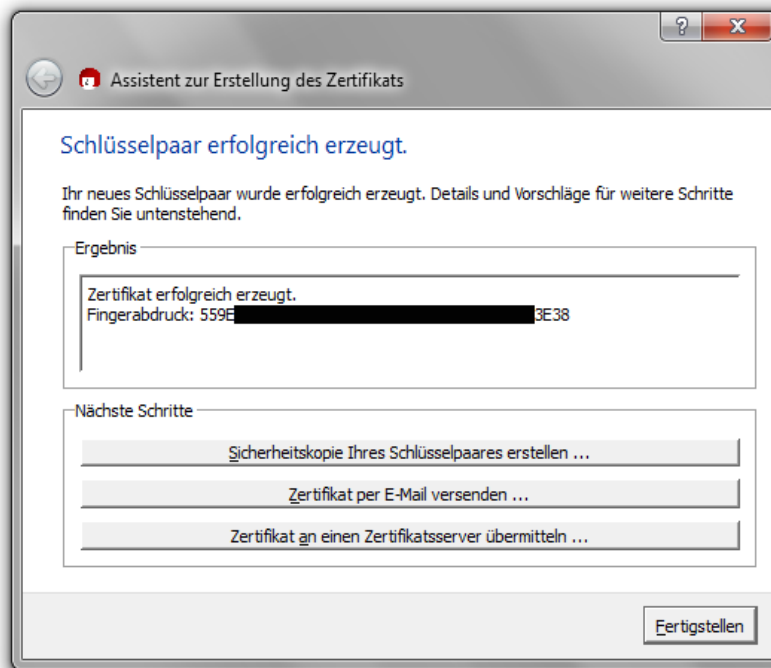 Assistent zur Erstellung des Zertifikats
Schlüsselpaar erfolgreich erzeugt.
Ihr neues Schlüsselpaar wurde erfolgreich erzeugt. Details und Vorschläge für weitere Schritte
finden Sie untenstehend.
Ergebnis
Zertifikat erfolgreich erzeugt.
Fingerabdruck: 559E 3E38
Nächste Schritte
Sicherheitskopie Ihres Schlüsselpaares erstellen ...
Zertifikat per E-Mail versenden ...
Zertifikat an einen Zertifikatsserver übermitteln ...
Fertigstellen